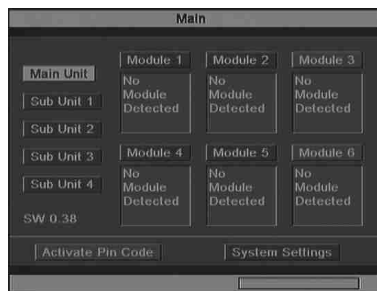 Main
Main Unit
Sub Unit 1
Sub Unit 2
Sub Unit 3
Sub Unit 4
SW 0.38
Module 1
No
Module
Detected
Module 2
No
Module
Detected
Module 3
No
Module
Detected
Module 4
No
Module
Detected
Module 5
No
Module
Detected
Module 6
No
Module
Detected
Activate Pin Code
System Settings